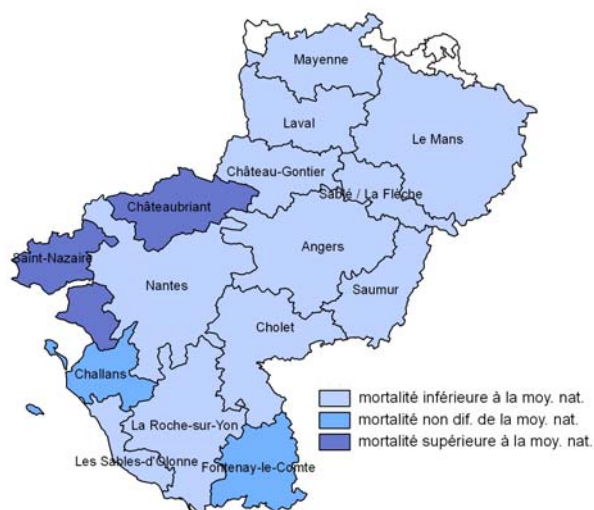 Mayenne
Laval
Le Mans
Château-Gontier
Sablé / La Flèche
Châteaubriant
Angers
Saint-Nazaire
Nantes
Saumur
Cholet
Challans
mortalité inférieure à la moy. nat.
mortalité non dif. de la moy. nat.
La Roche-sur-Yon
mortalité supérieure à la moy. nat.
Les Sables-d'Olonne
Fontenay-le-Comte